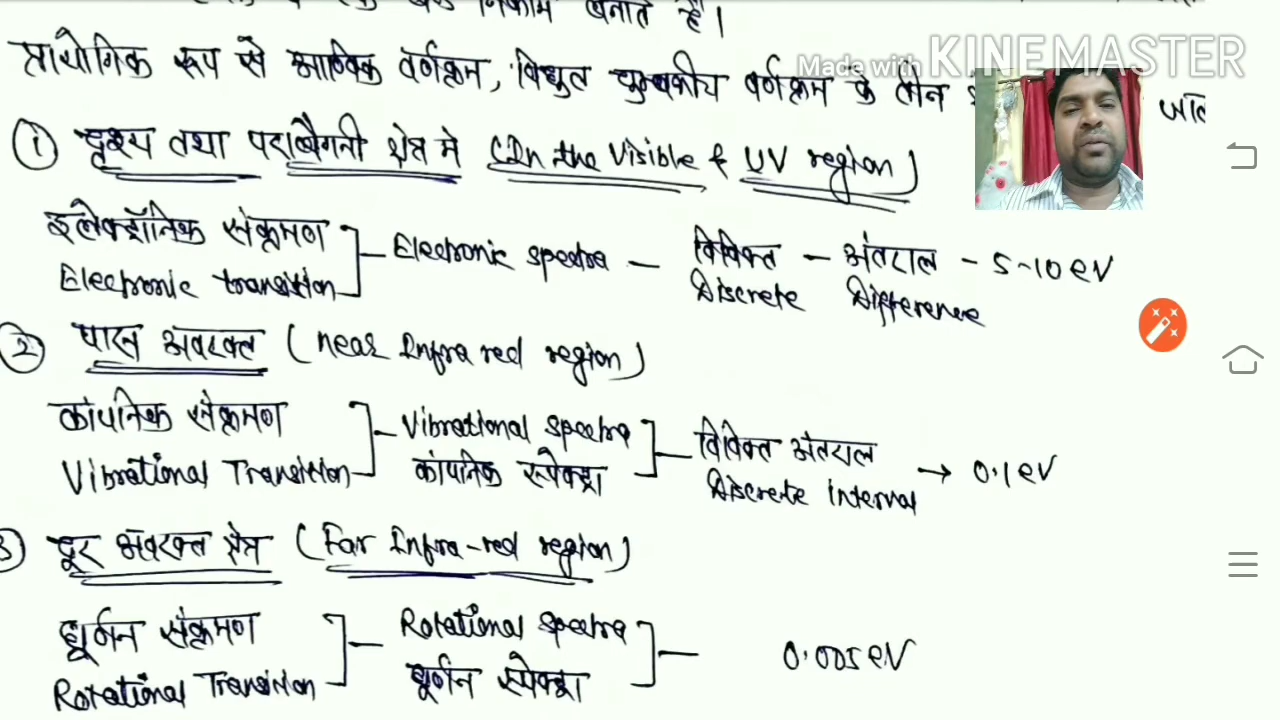 बनाते हैं।
Made with KINEMASTER
प्रायोगिक रूप से आण्विक वर्णक्रम, विद्युत चुम्बकीय वर्णक्रम के तीन
① दृश्य तथा पराबैगनी क्षेत्र मे (In the Visible & UV region)
इलेक्ट्रॉनिक संक्रमण
Electronic transition
Electronic spectra — विविक्त — अंतराल - 5-10 eV
Discrete Difference
② पास अवरक्त (near Infra red region)
कांपनिक संक्रमण
Vibrational Transition
Vibrational spectra
कांपनिक स्पेक्ट्रा
विविक्त अंतराल
Discrete interval → 0.1 eV
3 दूर अवरक्त क्षेत्र (Far Infra-red region)
घूर्णन संक्रमण
Rotational Transition
Rotational spectra
घूर्णन स्पेक्ट्रा
0.005 eV